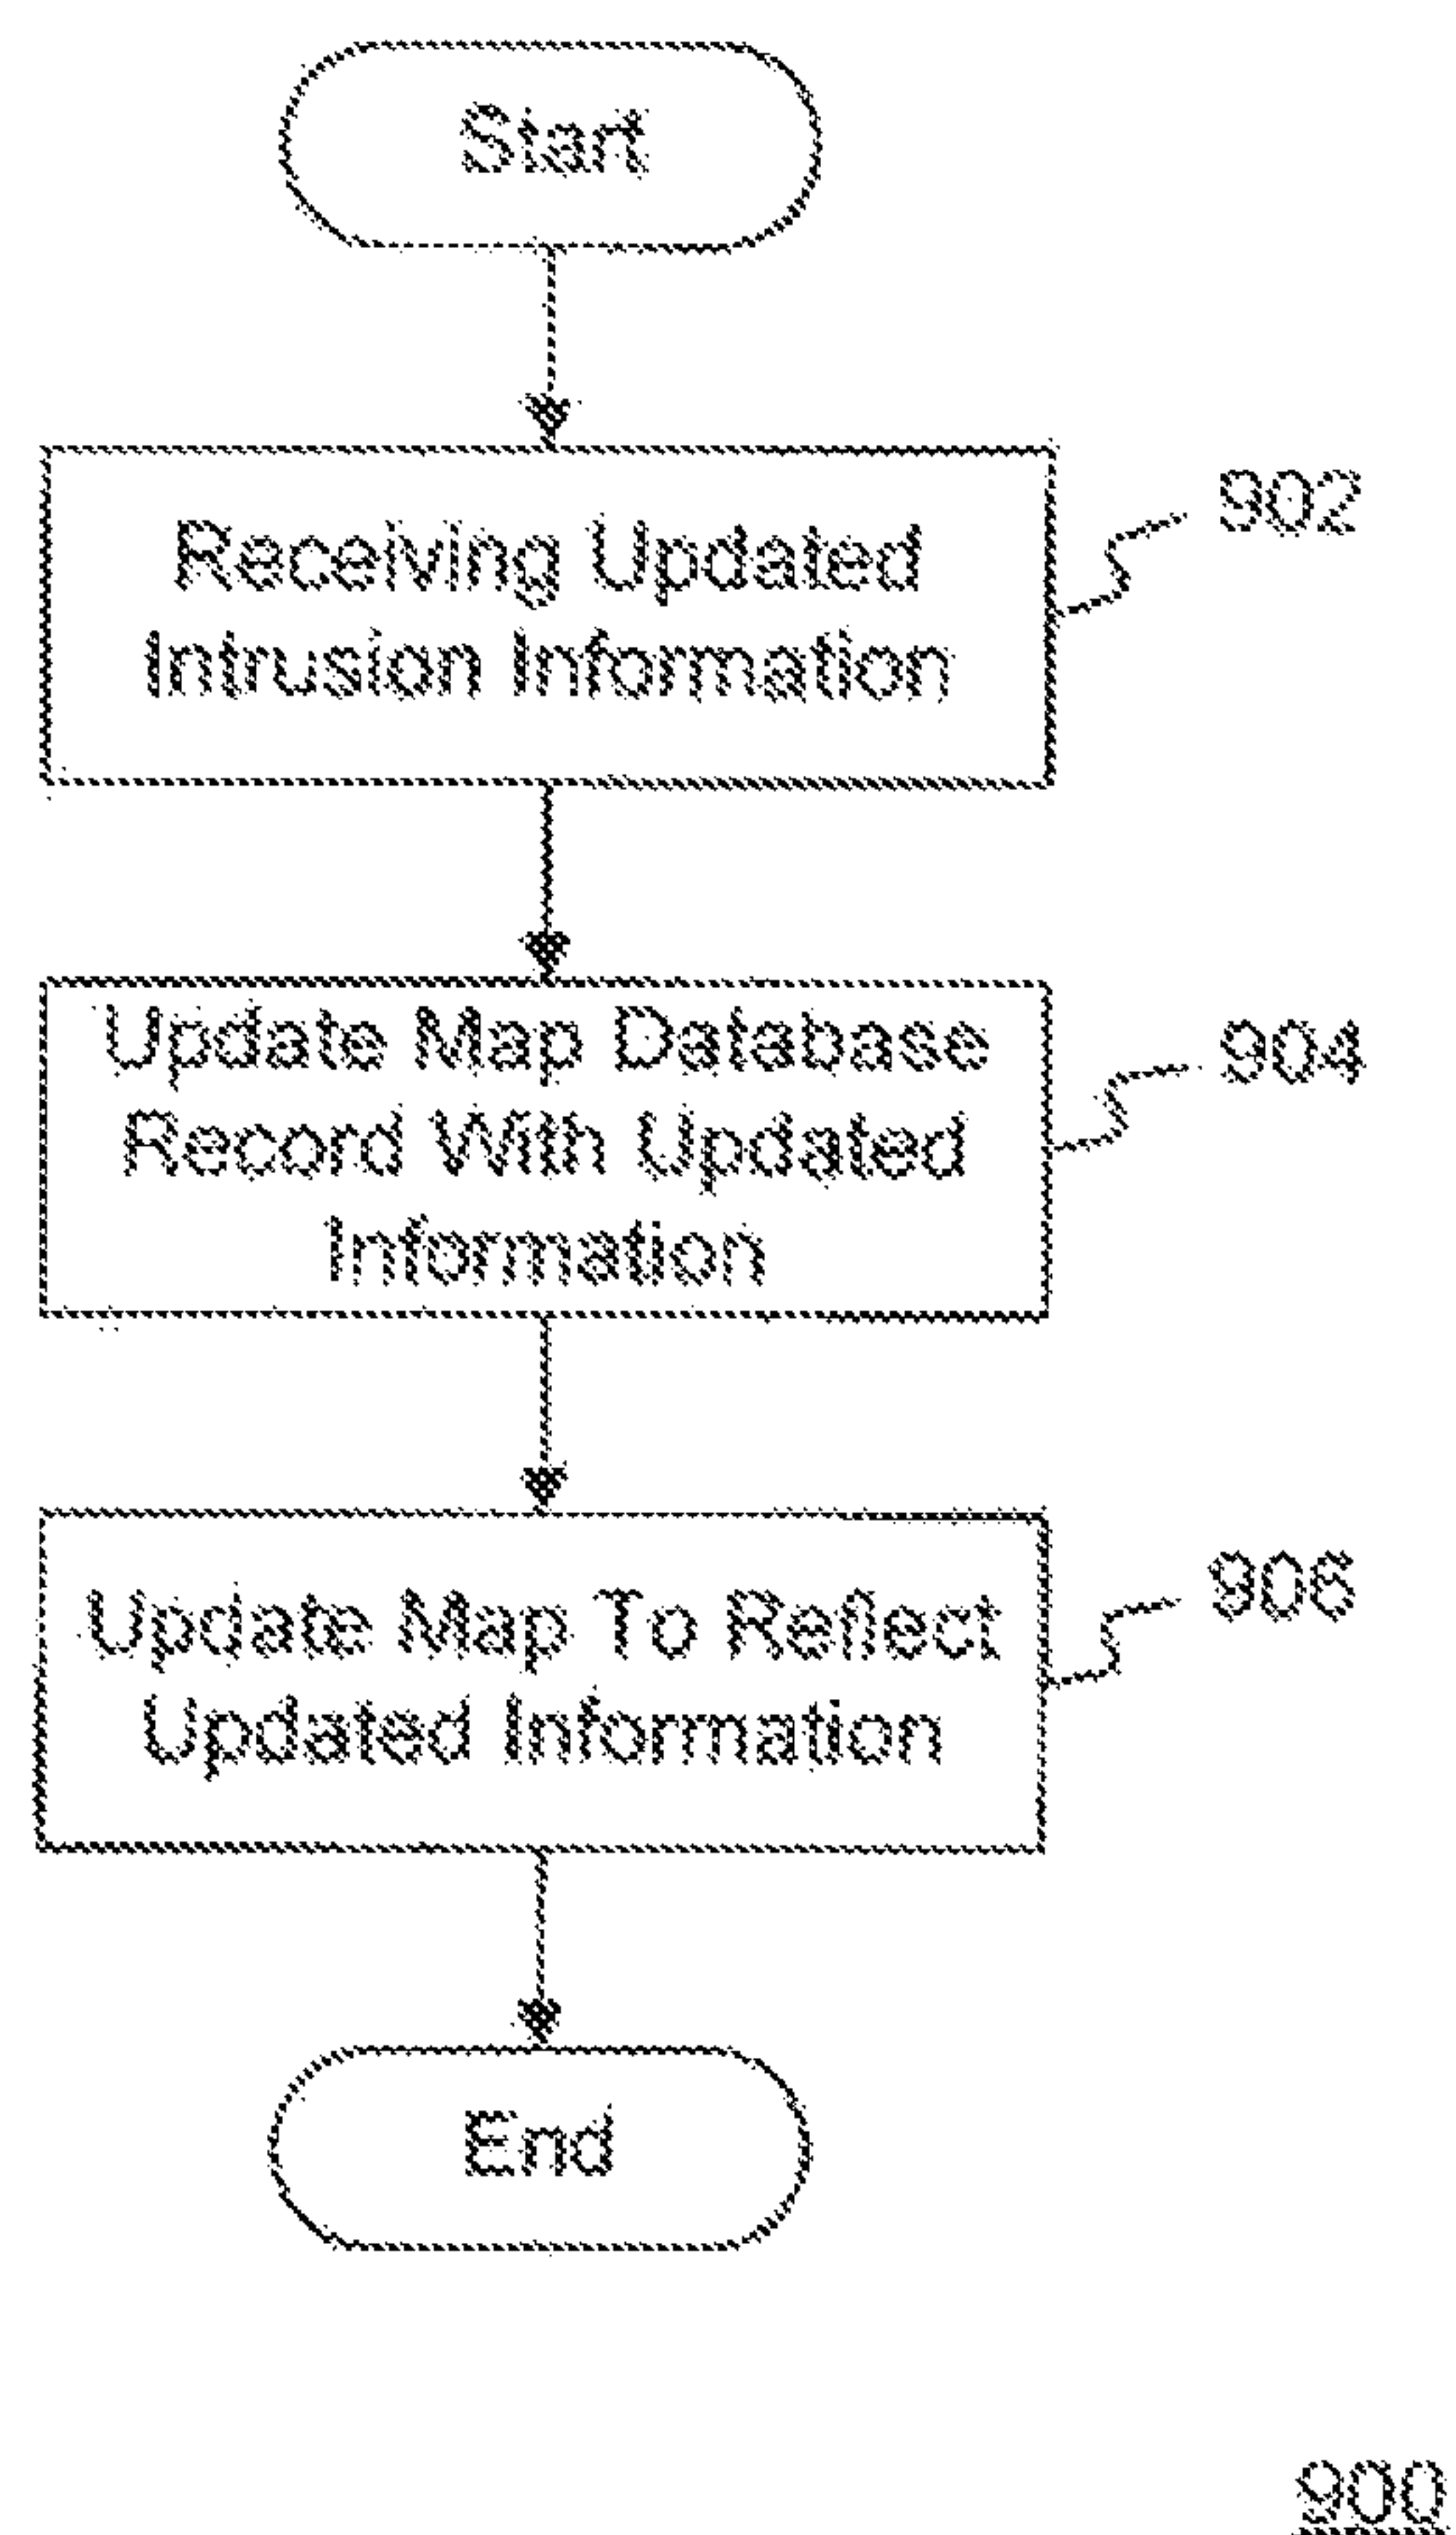 Start
Receiving Updated
Intrusion Information
902
Update Map Database
Record With Updated
Information
904
Update Map To Reflect
Updated Information
906
End
900